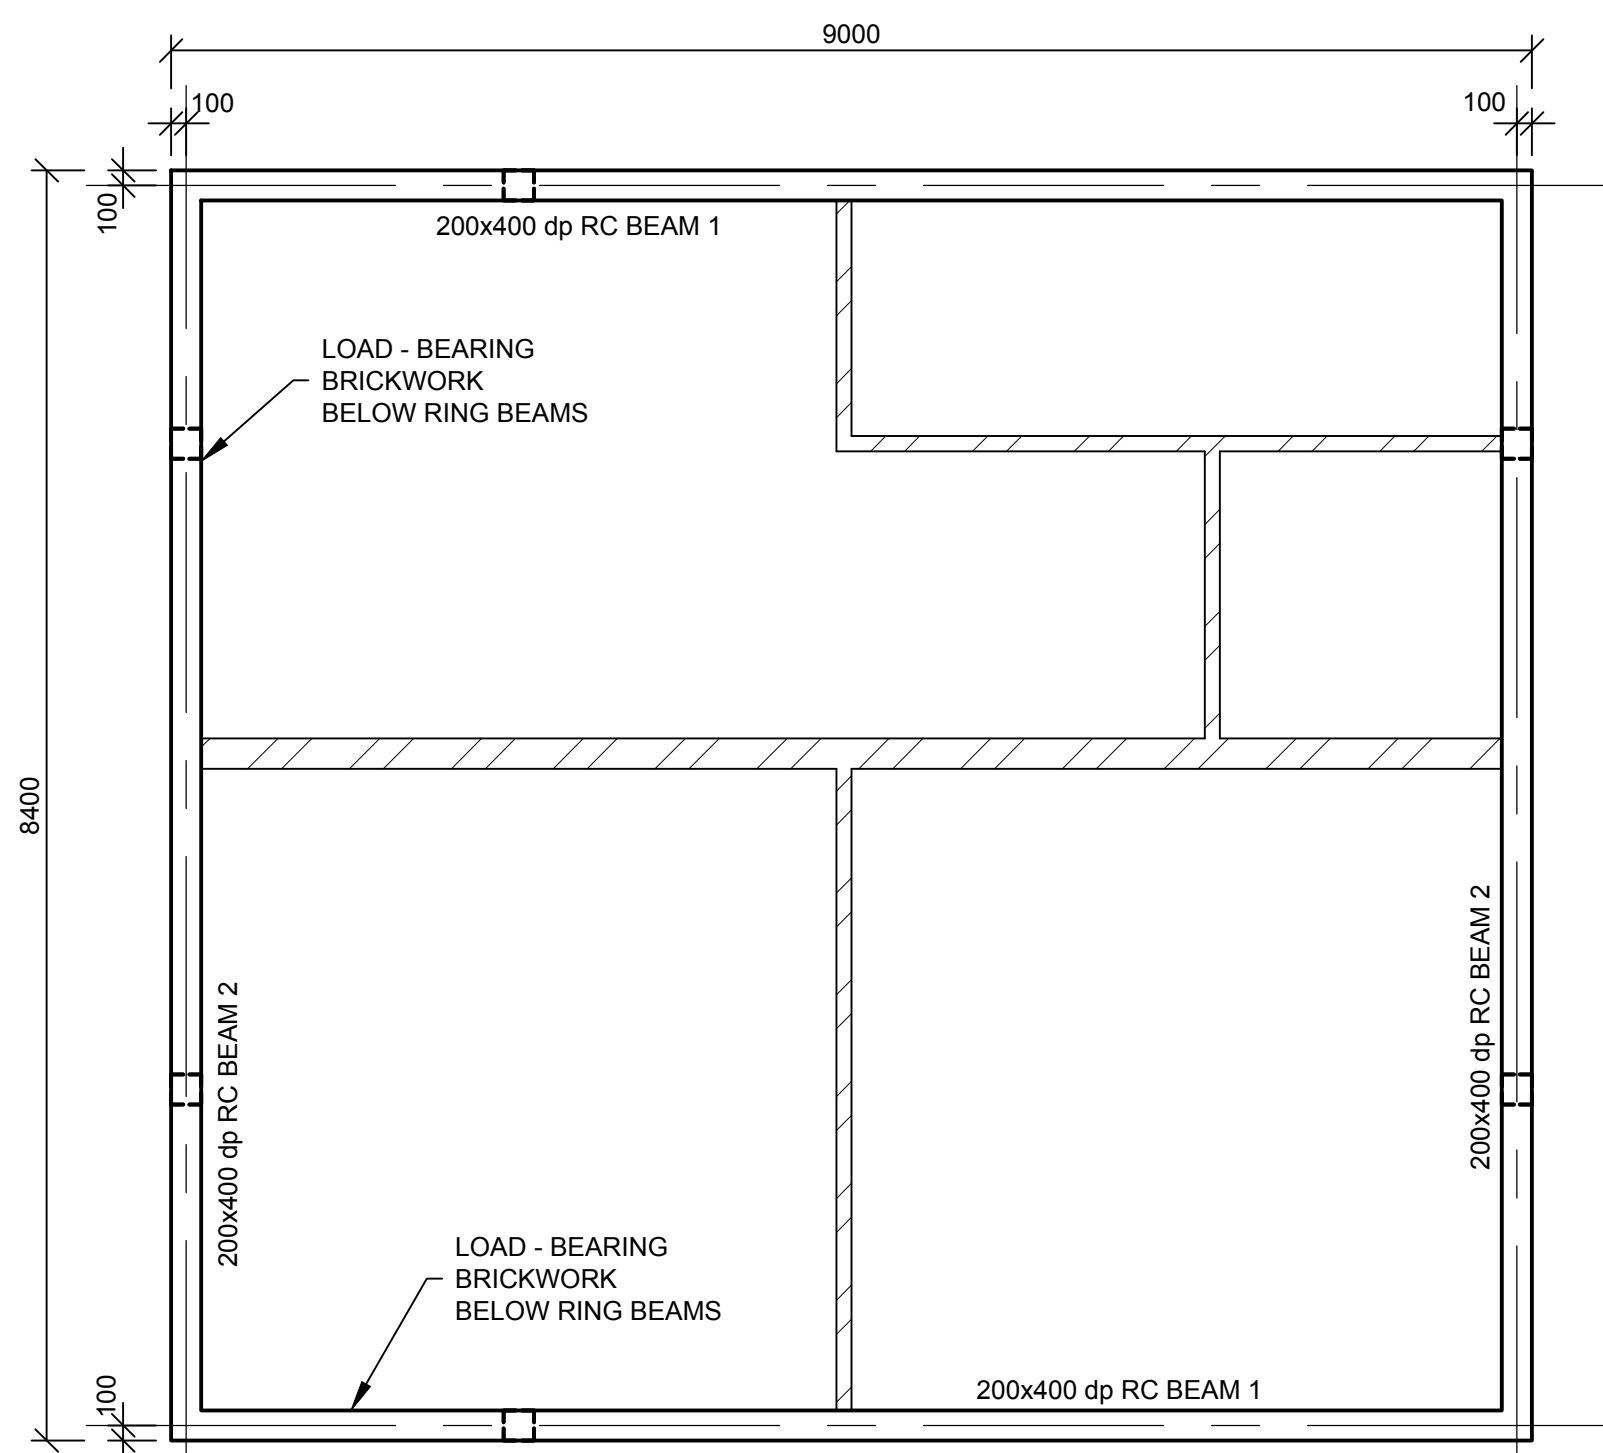 9000
100
100
100
200x400 dp RC BEAM 1
LOAD - BEARING
BRICKWORK
BELOW RING BEAMS
8400
200x400 dp RC BEAM 2
200x400 dp RC BEAM 2
LOAD - BEARING
BRICKWORK
BELOW RING BEAMS
200x400 dp RC BEAM 1
100